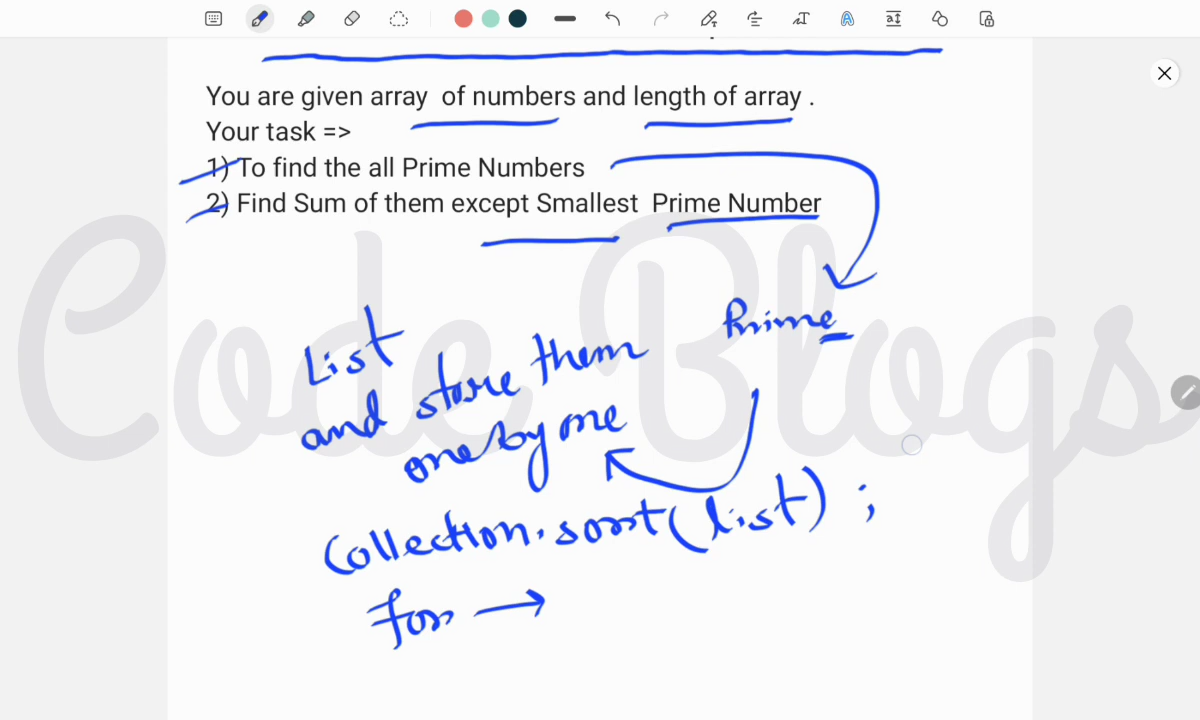 You are given array of numbers and length of array .
Your task =>
1) To find the all Prime Numbers
2) Find Sum of them except Smallest Prime Number
Prime
List
and store them
one by one
Collection.sort(list) ;
for →
Code Blogs